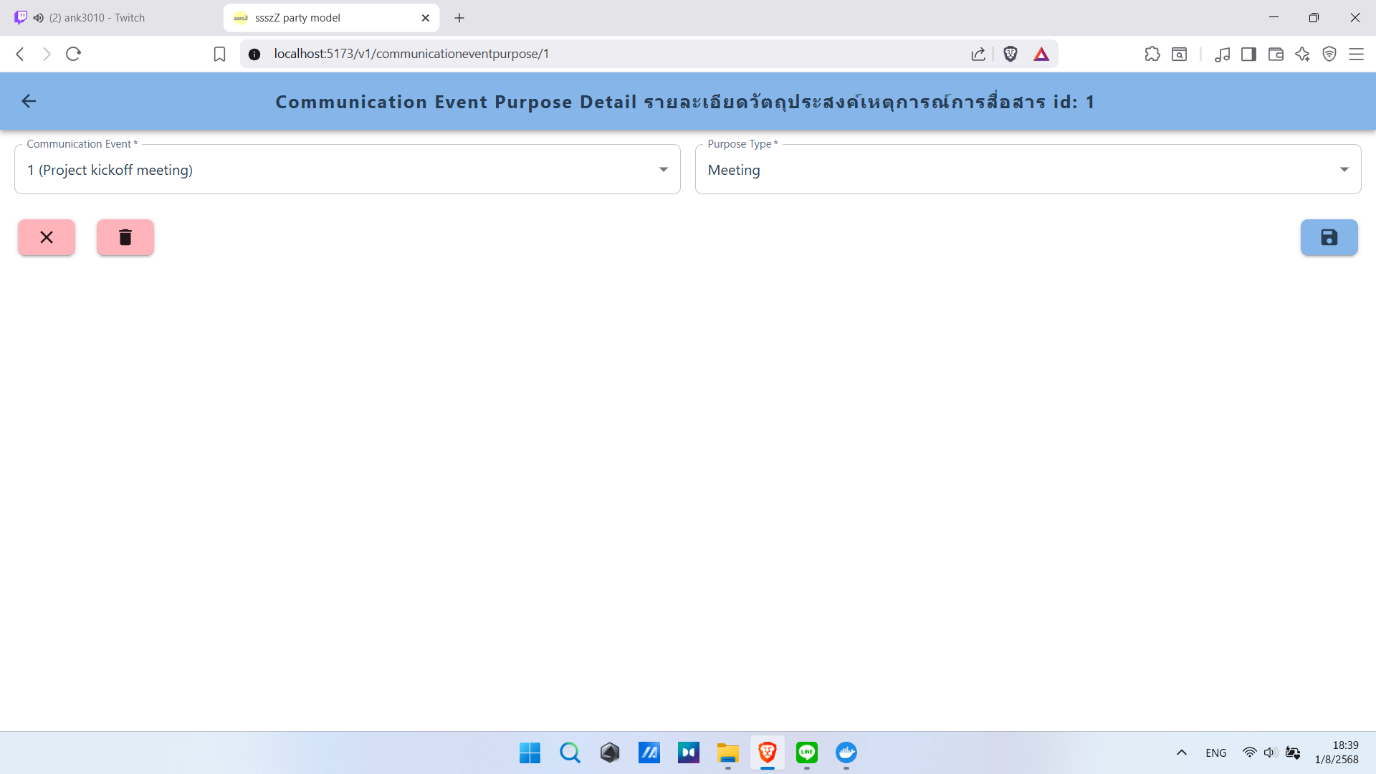 (2) ank3010 - Twitch
ssszZ
ssszZ party model
localhost:5173/v1/communicationeventpurpose/1
Communication Event Purpose Detail รายละเอียดวัตถุประสงค์เหตุการณ์การสื่อสาร id: 1
Communication Event *
Purpose Type *
1 (Project kickoff meeting)
Meeting
LINE
ENG
18:39
1/8/2568